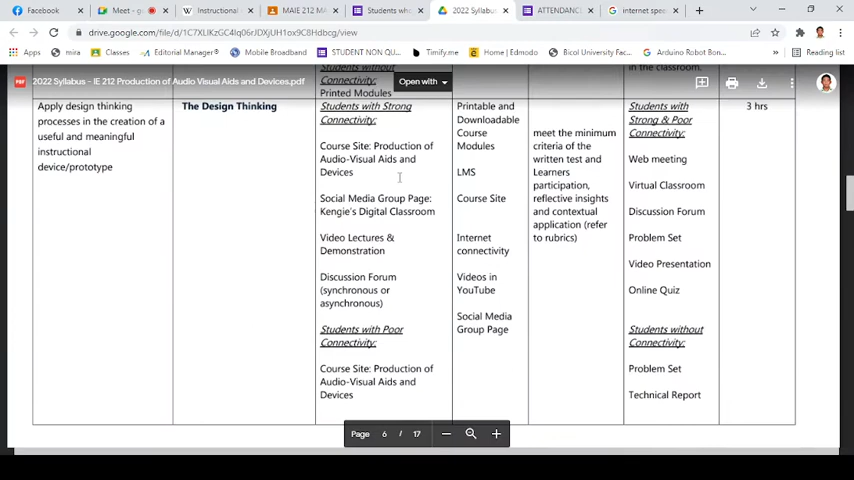 Facebook
Meet - g
Instructional
MAIE 212 M
Students wh
2022 Syllabus
ATTENDANC
internet spee
drive.google.com/file/d/1C7XLIKzGC4Iq06rJDXjUH1ox9C8Hdbcg/view
Apps
mira
Editorial Manager®
Mobile Broadband
STUDENT NON QU...
Timify.me
Home | Edmodo
Bicol University Fac...
Arduino Robot Bon...
Reading list
2022 Syllabus - IE 212 Production of Audio Visual Aids and Devices.pdf
Open with
Students without
Connectivity:
Printed Modules
in the classroom.
Apply design thinking
processes in the creation of a
useful and meaningful
instructional
device/prototype
The Design Thinking
Students with Strong
Connectivity:
Course Site: Production of
Audio-Visual Aids and
Devices
Social Media Group Page:
Kengie's Digital Classroom
Video Lectures &
Demonstration
Discussion Forum
(synchronous or
asynchronous)
Students with Poor
Connectivity:
Course Site: Production of
Audio-Visual Aids and
Devices
Printable and
Downloadable
Course
Modules
LMS
Course Site
Internet
connectivity
Videos in
YouTube
Social Media
Group Page
meet the minimum
criteria of the
written test and
Learners
participation,
reflective insights
and contextual
application (refer
to rubrics)
Students with
Strong & Poor
Connectivity:
Web meeting
Virtual Classroom
Discussion Forum
Problem Set
Video Presentation
Online Quiz
Students without
Connectivity:
Problem Set
Technical Report
3 hrs
Page 6 / 17